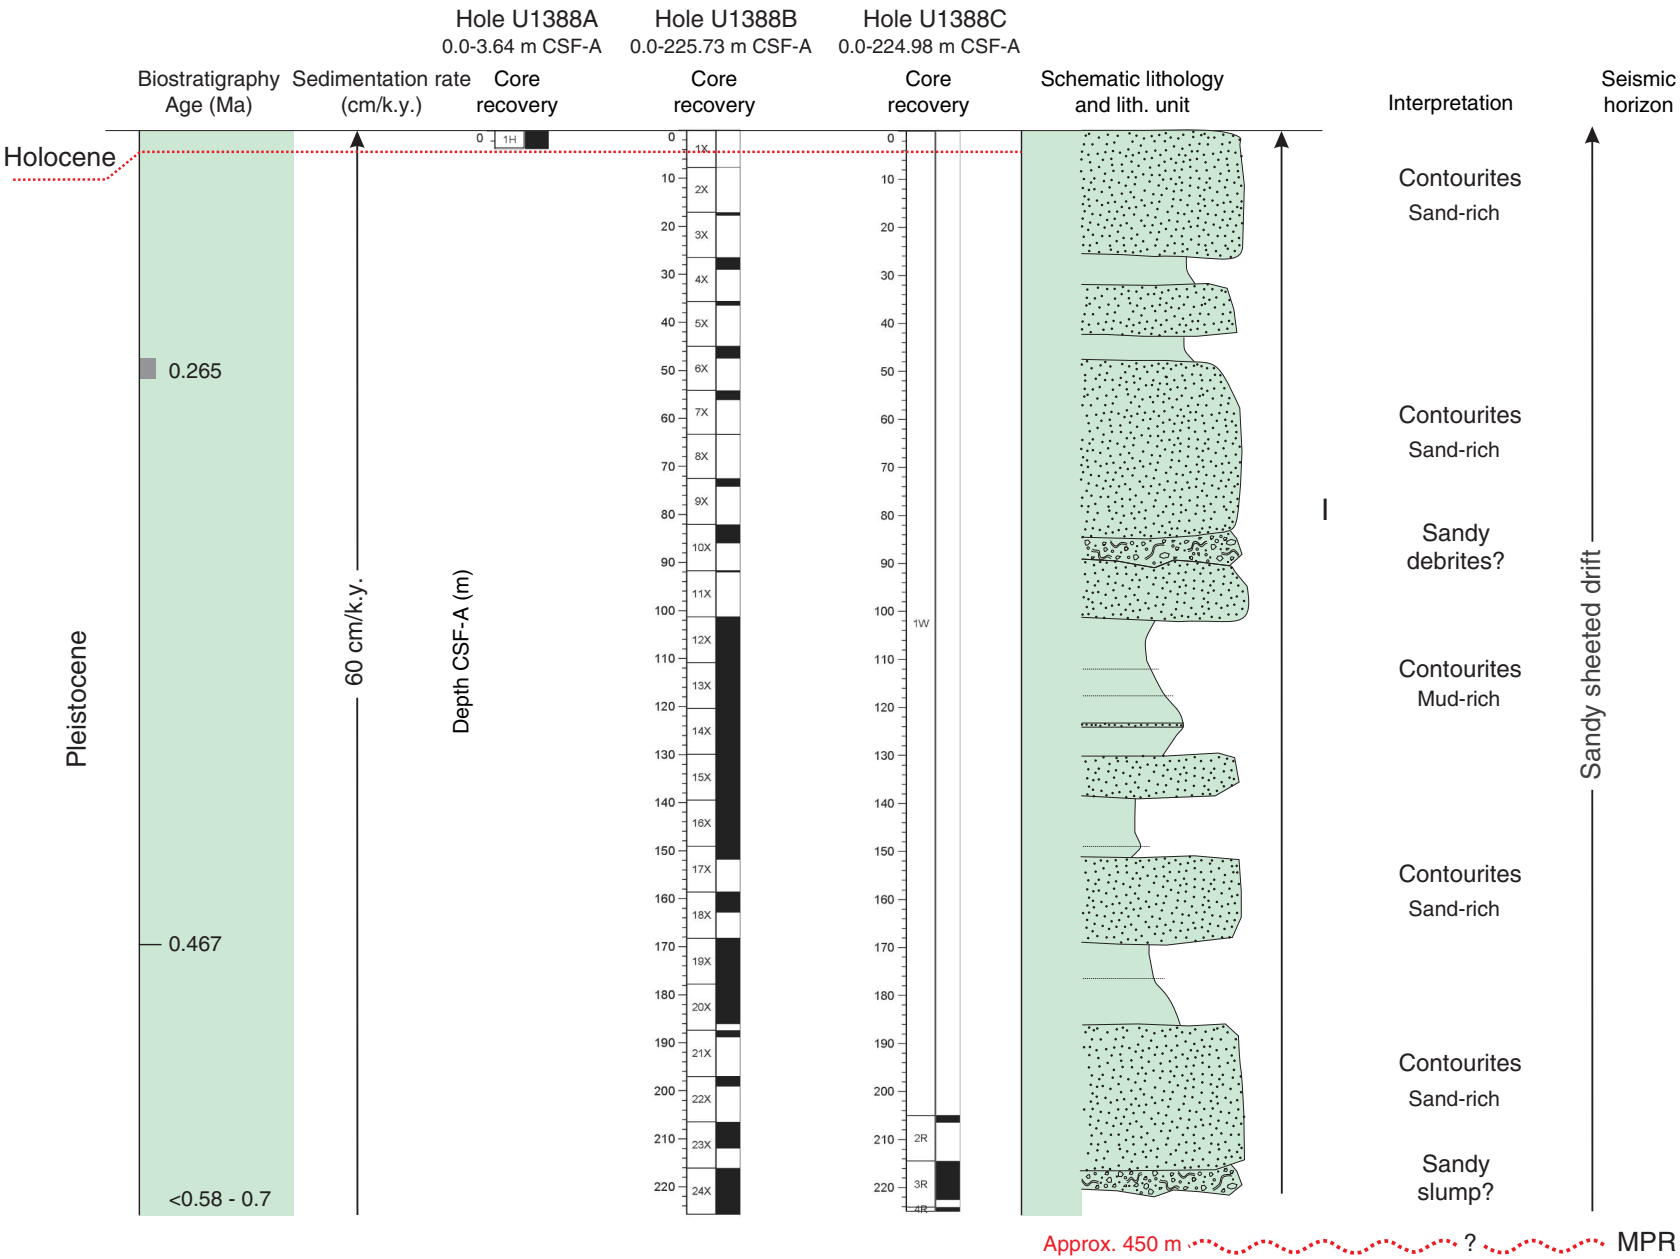 Hole U1388A
0.0-3.64 m CSF-A
Hole U1388B
0.0-225.73 m CSF-A
Hole U1388C
0.0-224.98 m CSF-A
Biostratigraphy
Age (Ma)
Sedimentation rate
(cm/k.y.)
Core
recovery
Core
recovery
Core
recovery
Schematic lithology
and lith. unit
Interpretation
Seismic
horizon
Holocene
Pleistocene
0.265
0.467
<0.58 - 0.7
60 cm/k.y.
Depth CSF-A (m)
0
1H
0
10
20
30
40
50
60
70
80
90
100
110
120
130
140
150
160
170
180
190
200
210
220
1X
2X
3X
4X
5X
6X
7X
8X
9X
10X
11X
12X
13X
14X
15X
16X
17X
18X
19X
20X
21X
22X
23X
24X
0
10
20
30
40
50
60
70
80
90
100
110
120
130
140
150
160
170
180
190
200
210
220
1W
2R
3R
4R
I
Contourites
Sand-rich
Contourites
Sand-rich
Sandy
debrites?
Contourites
Mud-rich
Contourites
Sand-rich
Contourites
Sand-rich
Sandy
slump?
Sandy sheeted drift
Approx. 450 m
?
MPR